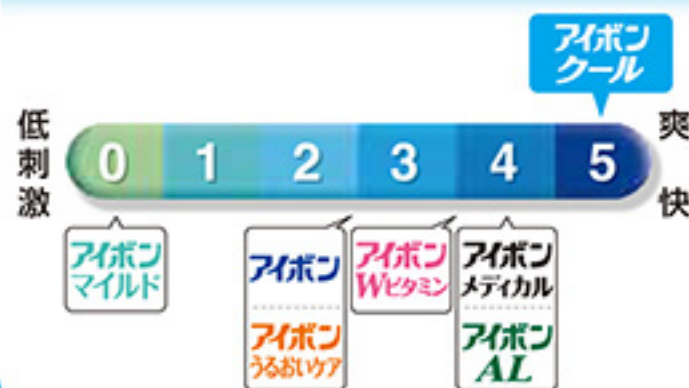 アイボン
クール
低刺激
0 1 2 3 4 5
爽快
アイボン
マイルド
アイボン
アイボン
うるおいケア
アイボン
Wビタミン
アイボン
メディカル
アイボン
AL